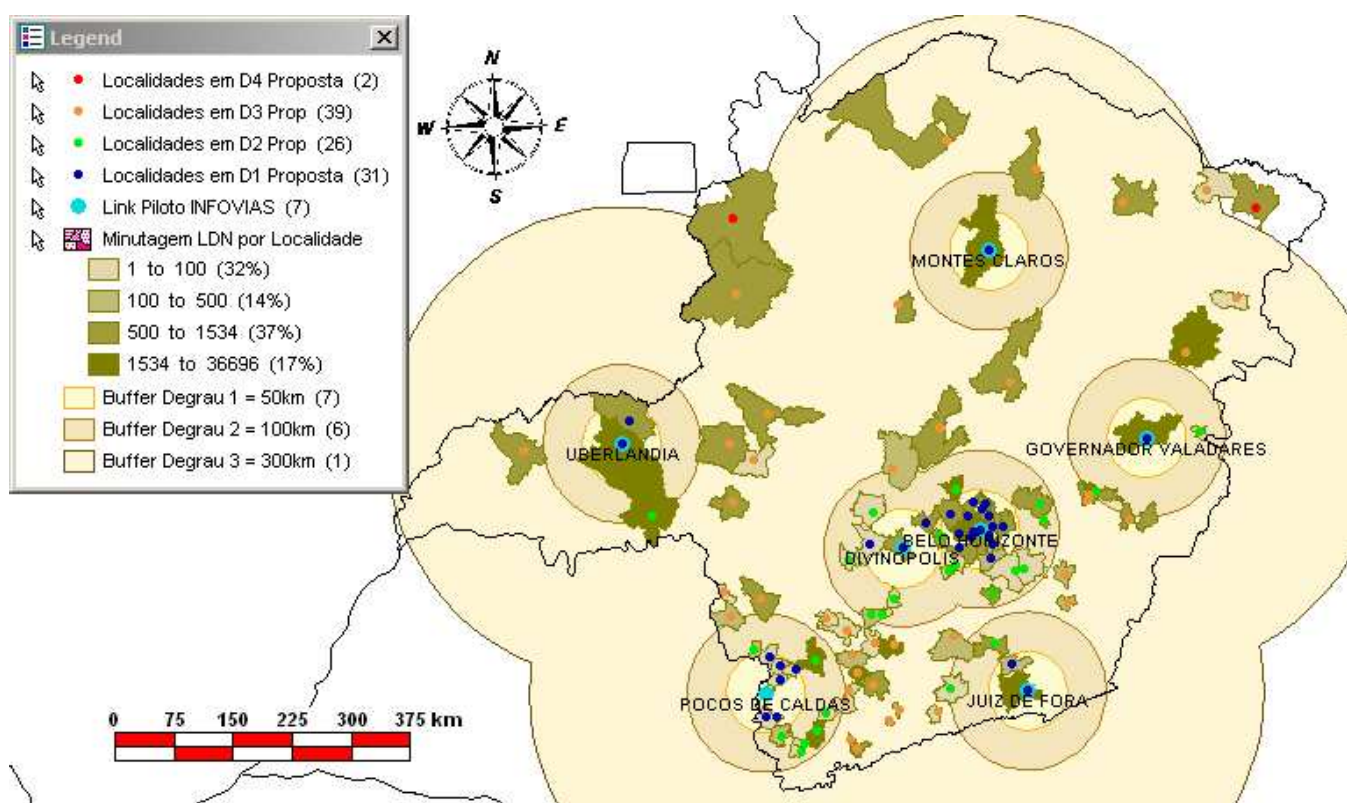 Legend
Localidades em D4 Proposta (2)
Localidades em D3 Prop (39)
Localidades em D2 Prop (26)
Localidades em D1 Proposta (31)
Link Piloto INFOVIAS (7)
Minutagem LDN por Localidade
1 to 100 (32%)
100 to 500 (14%)
500 to 1534 (37%)
1534 to 36696 (17%)
Buffer Degrau 1 = 50km (7)
Buffer Degrau 2 = 100km (6)
Buffer Degrau 3 = 300km (1)
N
W E
S
MONTES CLAROS
UBERLANDIA
GOVERNADOR VALADARES
BELO HORIZONTE
DIVINOPOLIS
POCOS DE CALDAS
JUIZ DE FORA
0 75 150 225 300 375 km